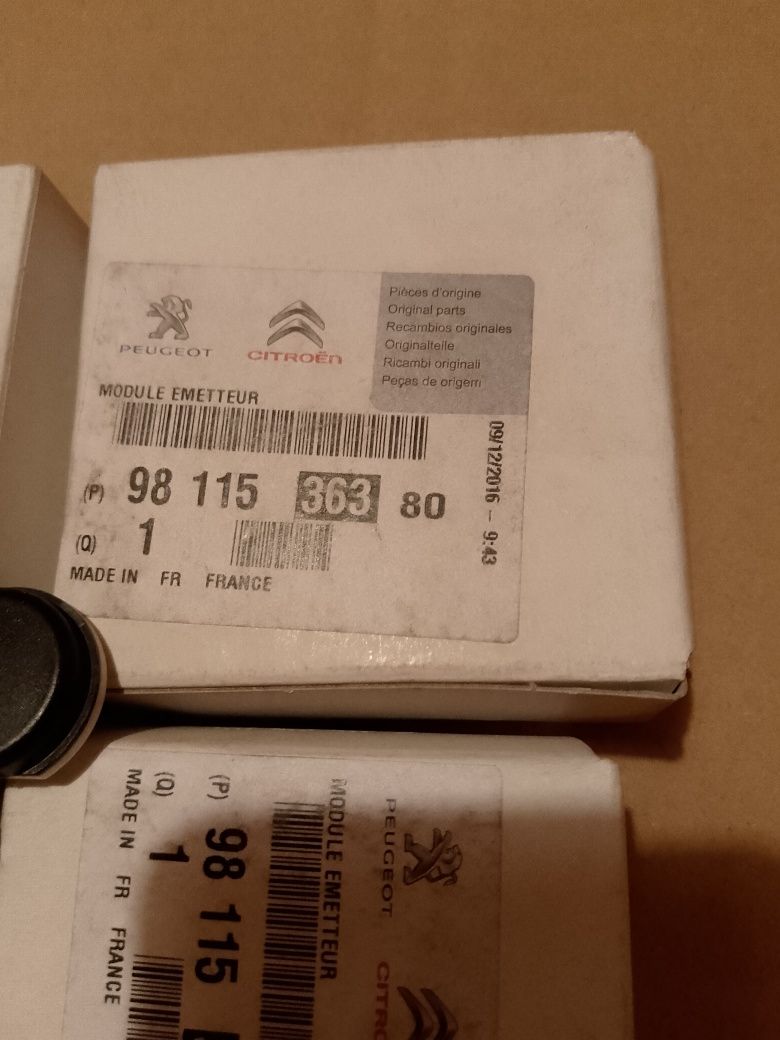 PEUGEOT
CITROËN
Pièces d'origine
Original parts
Recambios originales
Originalteile
Ricambi originali
Peças de origem
MODULE EMETTEUR
(P) 98 115 363 80
(Q) 1
MADE IN FR FRANCE
09/12/2016 - 9:43
PEUGEOT
CITRO
MODULE EMETTEUR
(P) 98 115
(Q) 1
MADE IN FR FRANCE